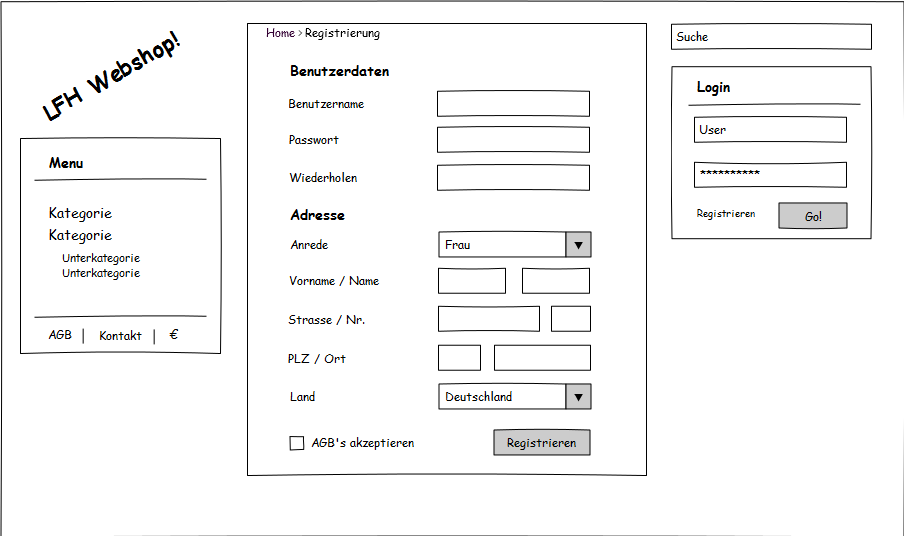 LFH Webshop!
Menu
Kategorie
Kategorie
Unterkategorie
Unterkategorie
AGB | Kontakt | €
Home > Registrierung
Benutzerdaten
Benutzername
Passwort
Wiederholen
Adresse
Anrede Frau ▼
Vorname / Name
Strasse / Nr.
PLZ / Ort
Land Deutschland ▼
AGB's akzeptieren Registrieren
Suche
Login
User
**********
Registrieren Go!